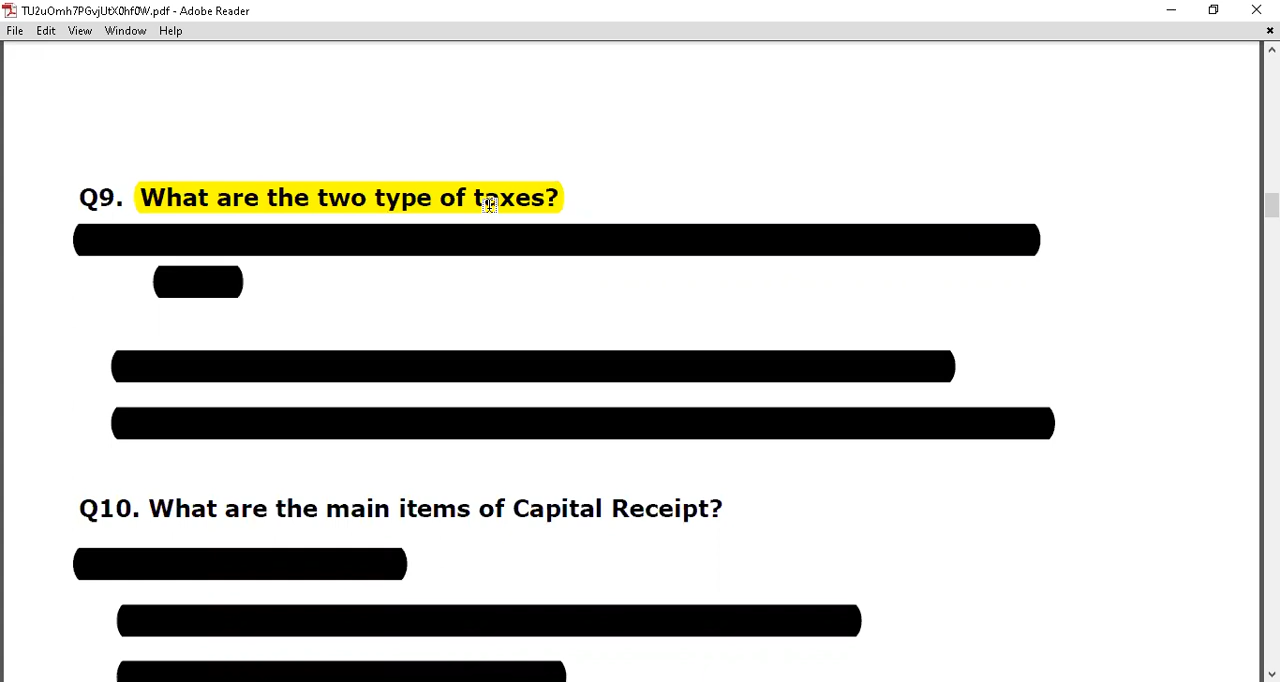 TU2uOmh7PGvjUtX0hf0W.pdf - Adobe Reader
File Edit View Window Help
Q9. What are the two type of taxes?
Q10. What are the main items of Capital Receipt?